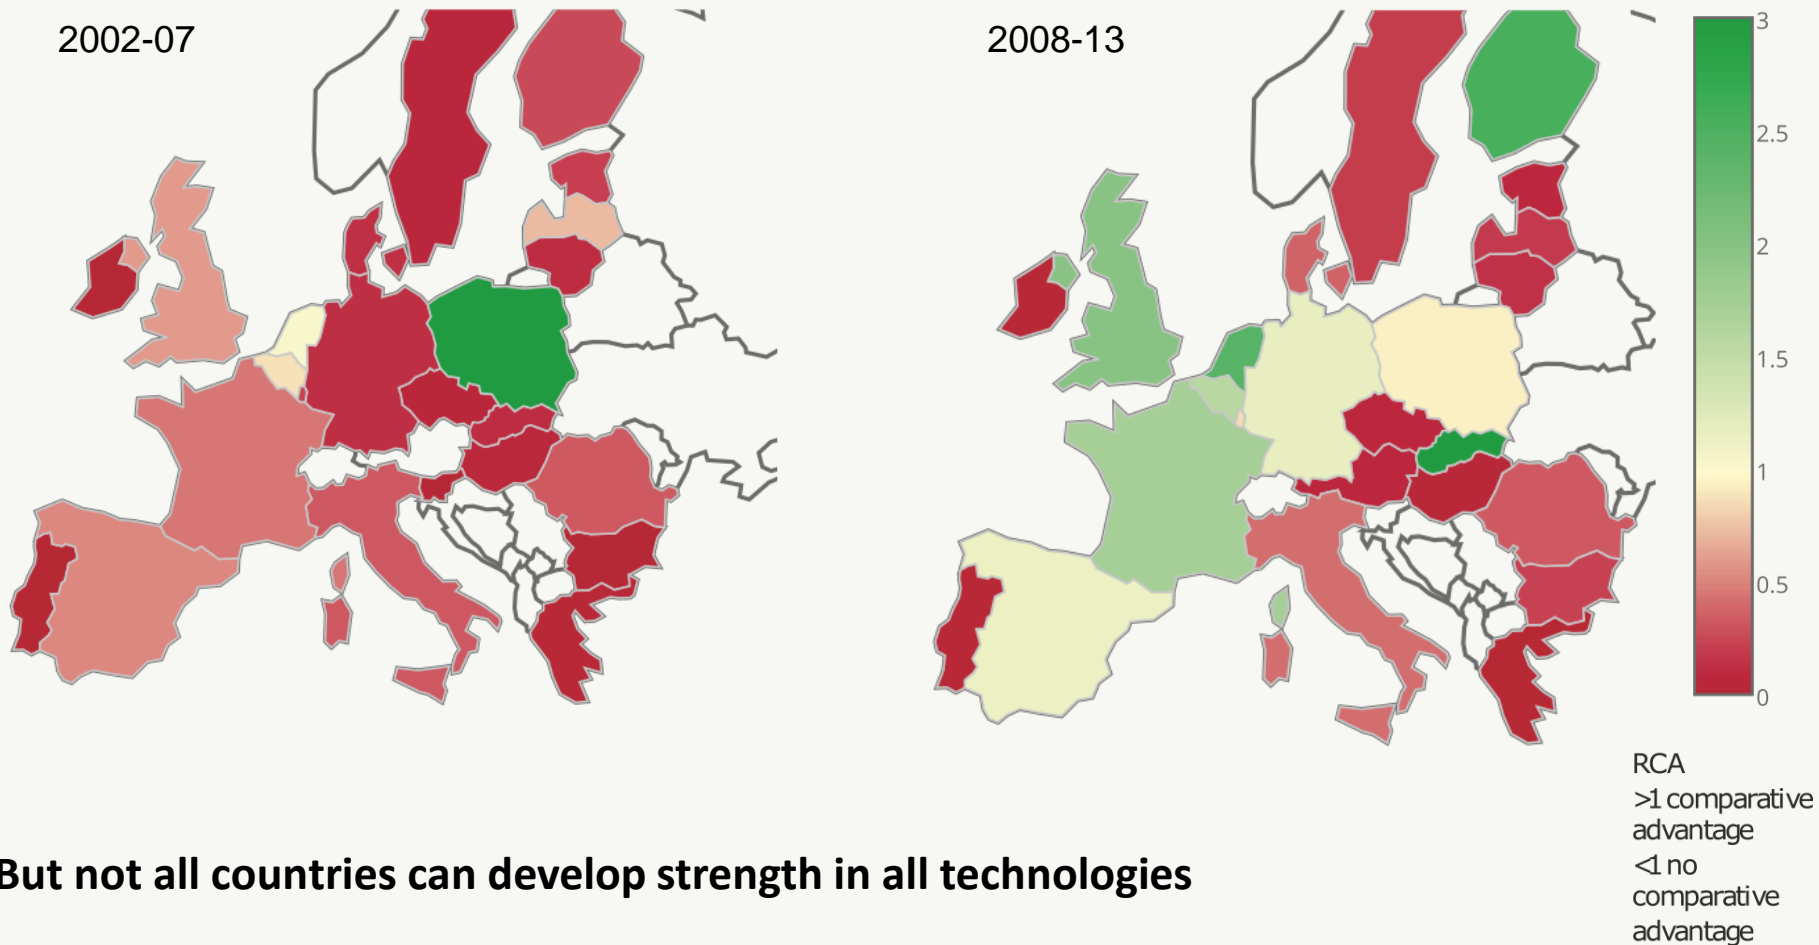 2002-07
2008-13
3
2.5
2
1.5
1
0.5
0
RCA
>1 comparative
advantage
<1 no
comparative
advantage
But not all countries can develop strength in all technologies